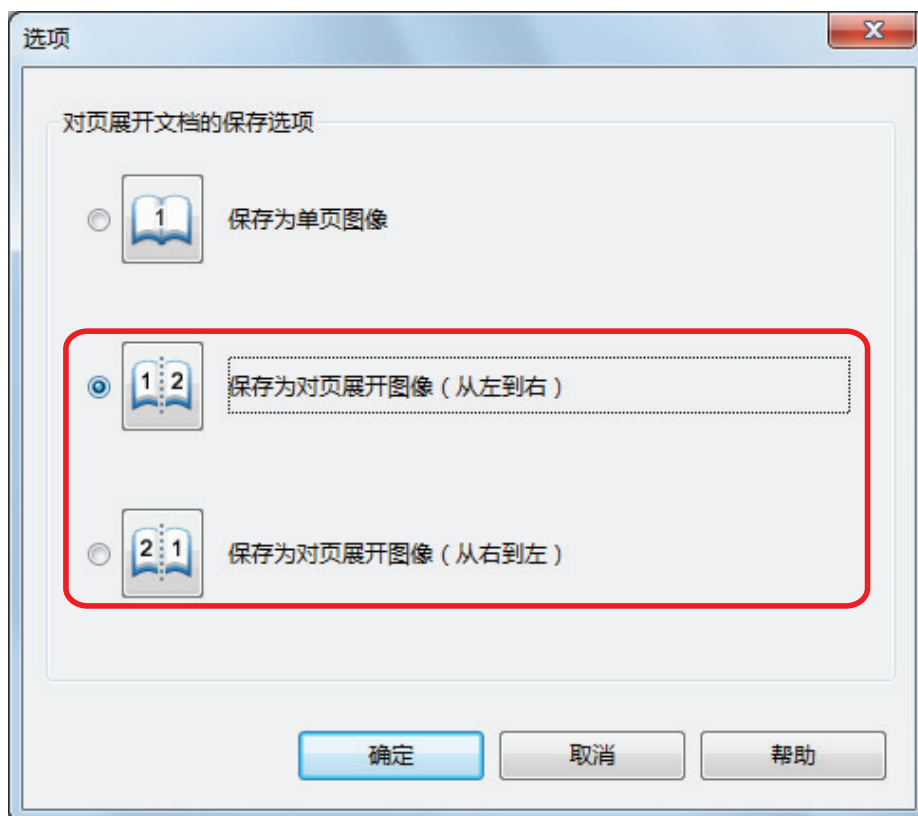 选项
对页展开文档的保存选项
1 保存为单页图像
1 2 保存为对页展开图像（从左到右）
2 1 保存为对页展开图像（从右到左）
确定 取消 帮助